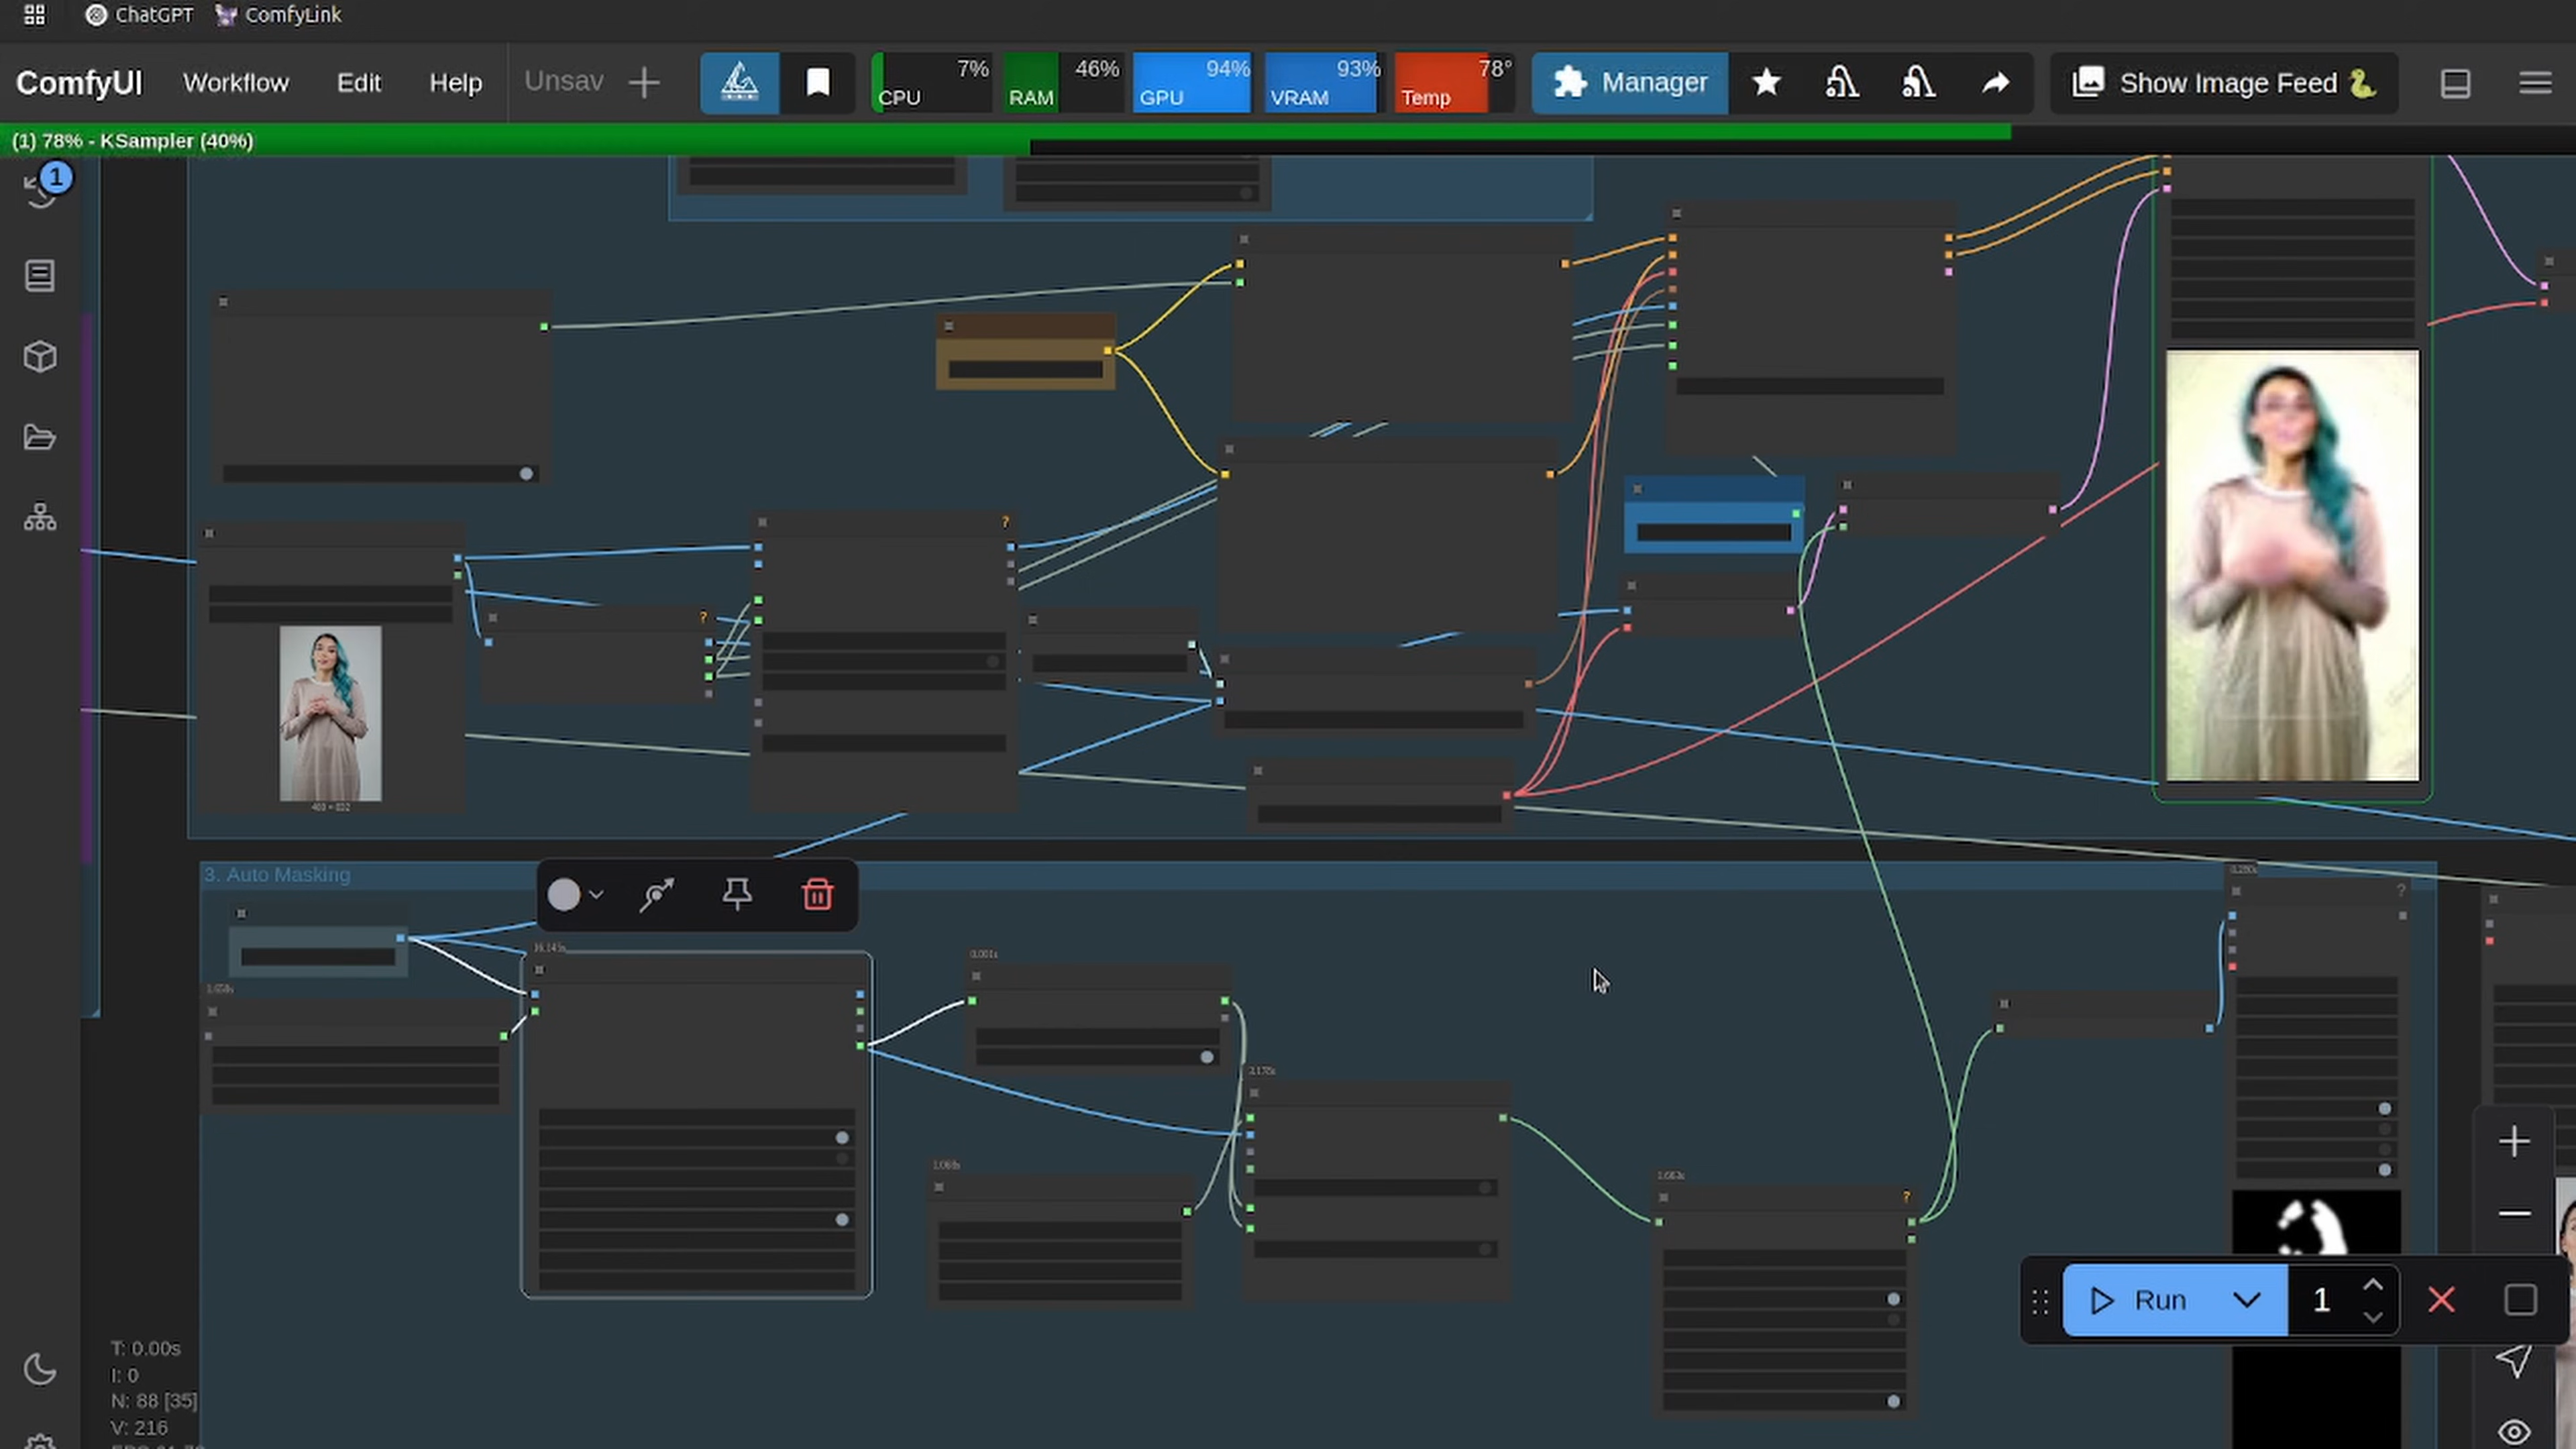 ChatGPT ComfyLink
ComfyUI Workflow Edit Help Unsav
CPU 7% RAM 46% GPU 94% VRAM 93% Temp 78°
Manager Show Image Feed
(1) 78% - KSampler (40%)
1
?
?
3. Auto Masking
?
?
Run 1
T: 0.00s
I: 0
N: 88 [35]
V: 216